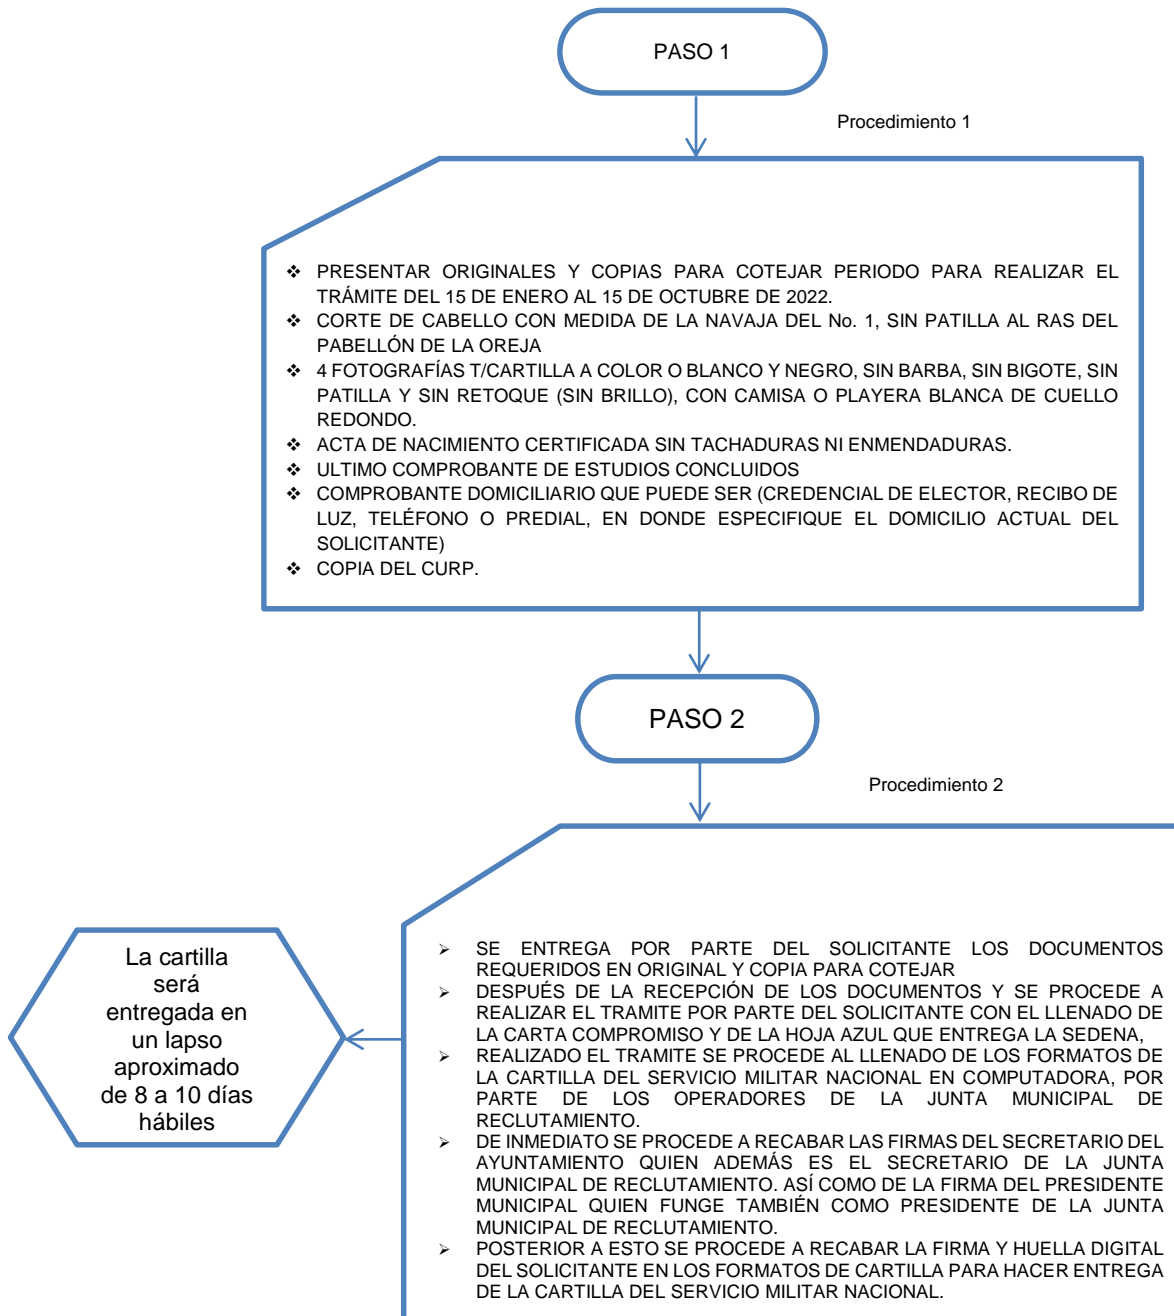 PASO 1
Procedimiento 1
❖ PRESENTAR ORIGINALES Y COPIAS PARA COTEJAR PERIODO PARA REALIZAR EL
TRÁMITE DEL 15 DE ENERO AL 15 DE OCTUBRE DE 2022.
❖ CORTE DE CABELLO CON MEDIDA DE LA NAVAJA DEL No. 1, SIN PATILLA AL RAS DEL
PABELLÓN DE LA OREJA
❖ 4 FOTOGRAFÍAS T/CARTILLA A COLOR O BLANCO Y NEGRO, SIN BARBA, SIN BIGOTE, SIN
PATILLA Y SIN RETOQUE (SIN BRILLO), CON CAMISA O PLAYERA BLANCA DE CUELLO
REDONDO.
❖ ACTA DE NACIMIENTO CERTIFICADA SIN TACHADURAS NI ENMENDADURAS.
❖ ULTIMO COMPROBANTE DE ESTUDIOS CONCLUIDOS
❖ COMPROBANTE DOMICILIARIO QUE PUEDE SER (CREDENCIAL DE ELECTOR, RECIBO DE
LUZ, TELÉFONO O PREDIAL, EN DONDE ESPECIFIQUE EL DOMICILIO ACTUAL DEL
SOLICITANTE)
❖ COPIA DEL CURP.
PASO 2
Procedimiento 2
➢ SE ENTREGA POR PARTE DEL SOLICITANTE LOS DOCUMENTOS
REQUERIDOS EN ORIGINAL Y COPIA PARA COTEJAR
➢ DESPUÉS DE LA RECEPCIÓN DE LOS DOCUMENTOS Y SE PROCEDE A
REALIZAR EL TRAMITE POR PARTE DEL SOLICITANTE CON EL LLENADO DE
LA CARTA COMPROMISO Y DE LA HOJA AZUL QUE ENTREGA LA SEDENA,
➢ REALIZADO EL TRAMITE SE PROCEDE AL LLENADO DE LOS FORMATOS DE
LA CARTILLA DEL SERVICIO MILITAR NACIONAL EN COMPUTADORA, POR
PARTE DE LOS OPERADORES DE LA JUNTA MUNICIPAL DE
RECLUTAMIENTO.
➢ DE INMEDIATO SE PROCEDE A RECABAR LAS FIRMAS DEL SECRETARIO DEL
AYUNTAMIENTO QUIEN ADEMÁS ES EL SECRETARIO DE LA JUNTA
MUNICIPAL DE RECLUTAMIENTO. ASÍ COMO DE LA FIRMA DEL PRESIDENTE
MUNICIPAL QUIEN FUNGE TAMBIÉN COMO PRESIDENTE DE LA JUNTA
MUNICIPAL DE RECLUTAMIENTO.
➢ POSTERIOR A ESTO SE PROCEDE A RECABAR LA FIRMA Y HUELLA DIGITAL
DEL SOLICITANTE EN LOS FORMATOS DE CARTILLA PARA HACER ENTREGA
DE LA CARTILLA DEL SERVICIO MILITAR NACIONAL.
La cartilla
será
entregada en
un lapso
aproximado
de 8 a 10 días
hábiles